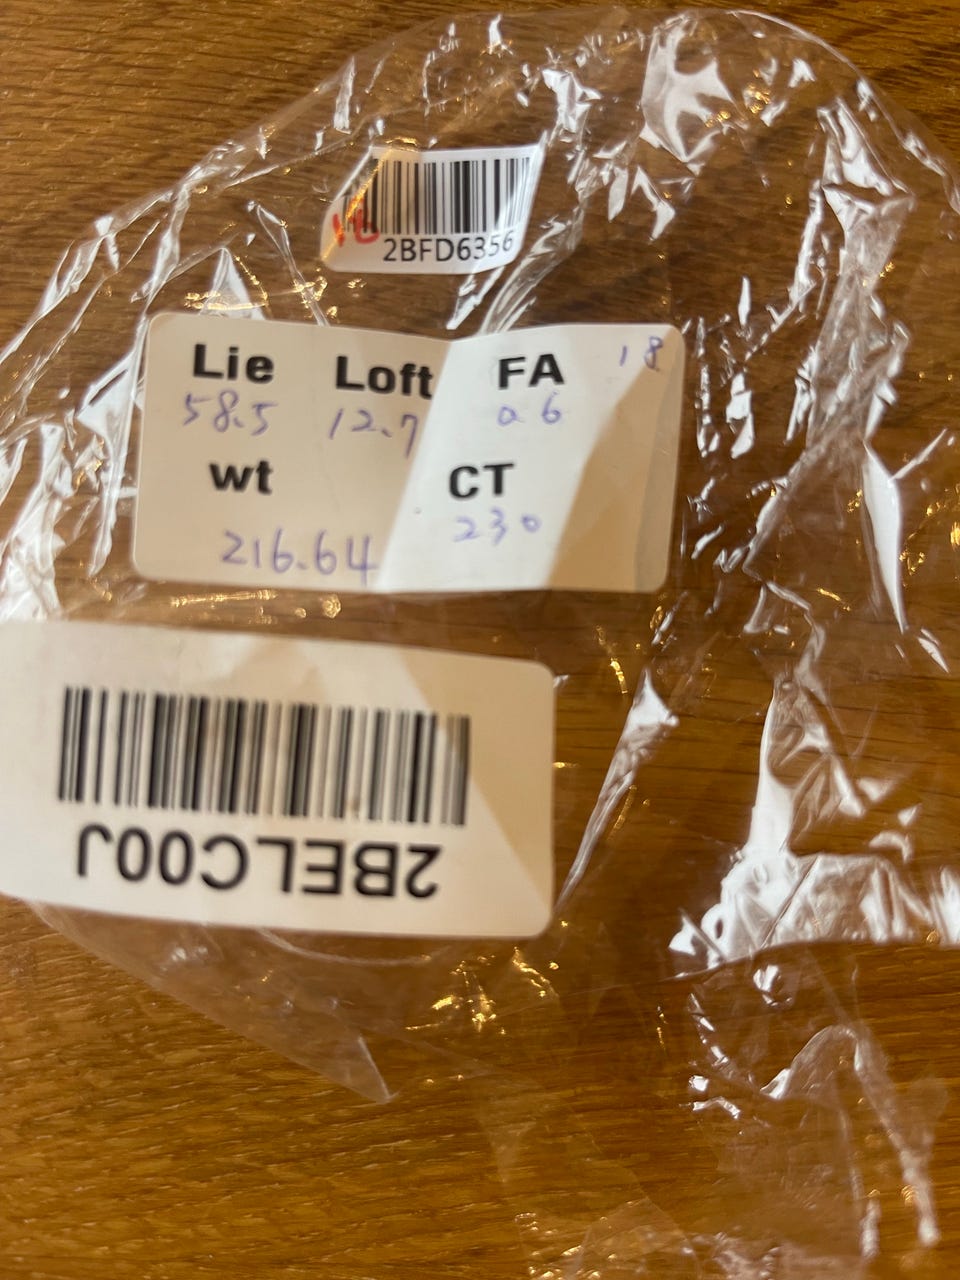 2BFD6356
18
Lie Loft FA
58.5 12.7 0.6
wt CT
216.64 230
2BELC00J